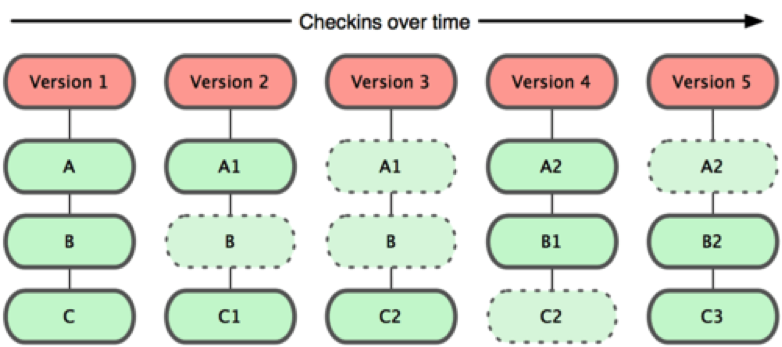 Checkins over time
Version 1 Version 2 Version 3 Version 4 Version 5
A A1 A1 A2 A2
B B B B1 B2
C C1 C2 C2 C3